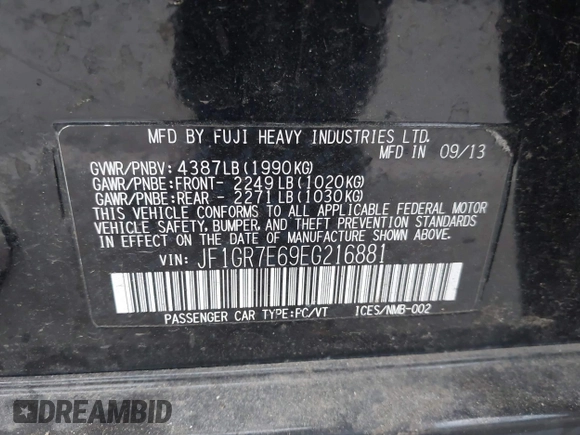 MFD BY FUJI HEAVY INDUSTRIES LTD.
MFD IN 09/13
GVWR/PNBV: 4387LB(1990KG)
GAWR/PNBE:FRONT- 2249LB(1020KG)
GAWR/PNBE:REAR - 2271LB(1030KG)
THIS VEHICLE CONFORMS TO ALL APPLICABLE FEDERAL MOTOR
VEHICLE SAFETY, BUMPER, AND THEFT PREVENTION STANDARDS
IN EFFECT ON THE DATE OF MANUFACTURE SHOWN ABOVE.
VIN: JF1GR7E69EG216881
PASSENGER CAR TYPE:PC/VT ICES/NMB-002
DREAMBID